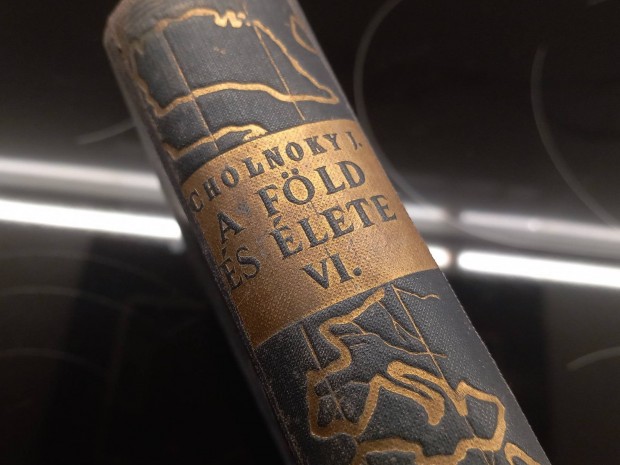 CHOLNOKY J.
A FÖLD
ÉS ÉLETE
VI.